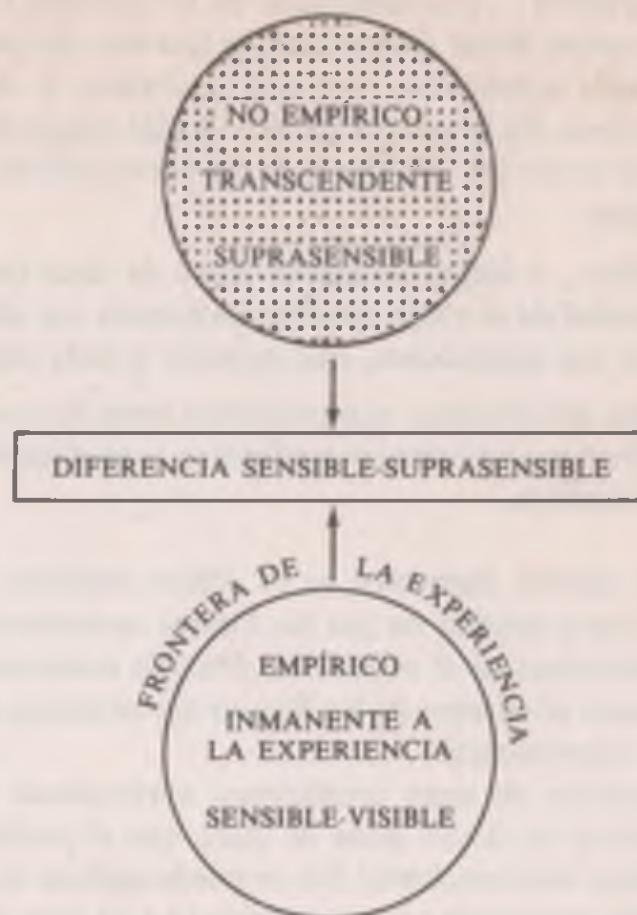 NO EMPÍRICO
TRANSCENDENTE
SUPRASENSIBLE
DIFERENCIA SENSIBLE-SUPRASENSIBLE
FRONTERA DE LA EXPERIENCIA
EMPÍRICO
INMANENTE A
LA EXPERIENCIA
SENSIBLE-VISIBLE